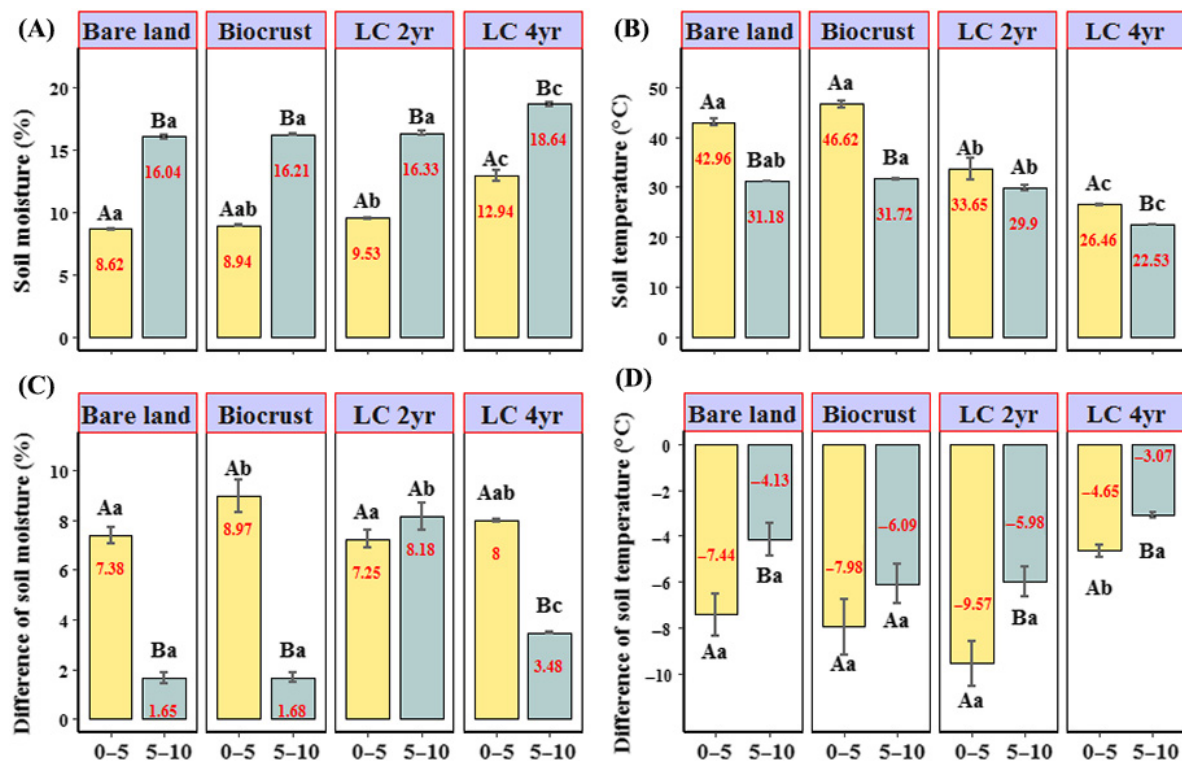 (A)
Bare land Biocrust LC 2yr LC 4yr
Soil moisture (%)
20
15
10
5
0
Aa Ba Aab Ba Ab Ba Ac Bc
8.62 16.04 8.94 16.21 9.53 16.33 12.94 18.64
(B)
Bare land Biocrust LC 2yr LC 4yr
Soil temperature (°C)
50
40
30
20
10
0
Aa Bab Aa Ba Ab Ab Ac Bc
42.96 31.18 46.62 31.72 33.65 29.9 26.46 22.53
(C)
Bare land Biocrust LC 2yr LC 4yr
Difference of soil moisture (%)
10
8
6
4
2
0
Aa Ba Ab Ba Aa Ab Aab Bc
7.38 1.65 8.97 1.68 7.25 8.18 8 3.48
0–5 5–10 0–5 5–10 0–5 5–10 0–5 5–10
(D)
Bare land Biocrust LC 2yr LC 4yr
Difference of soil temperature (°C)
0
−2
−4
−6
−8
−10
−7.44 −4.13 −7.98 −6.09 −9.57 −5.98 −4.65 −3.07
Aa Ba Aa Aa Aa Ba Ab Ba
0–5 5–10 0–5 5–10 0–5 5–10 0–5 5–10